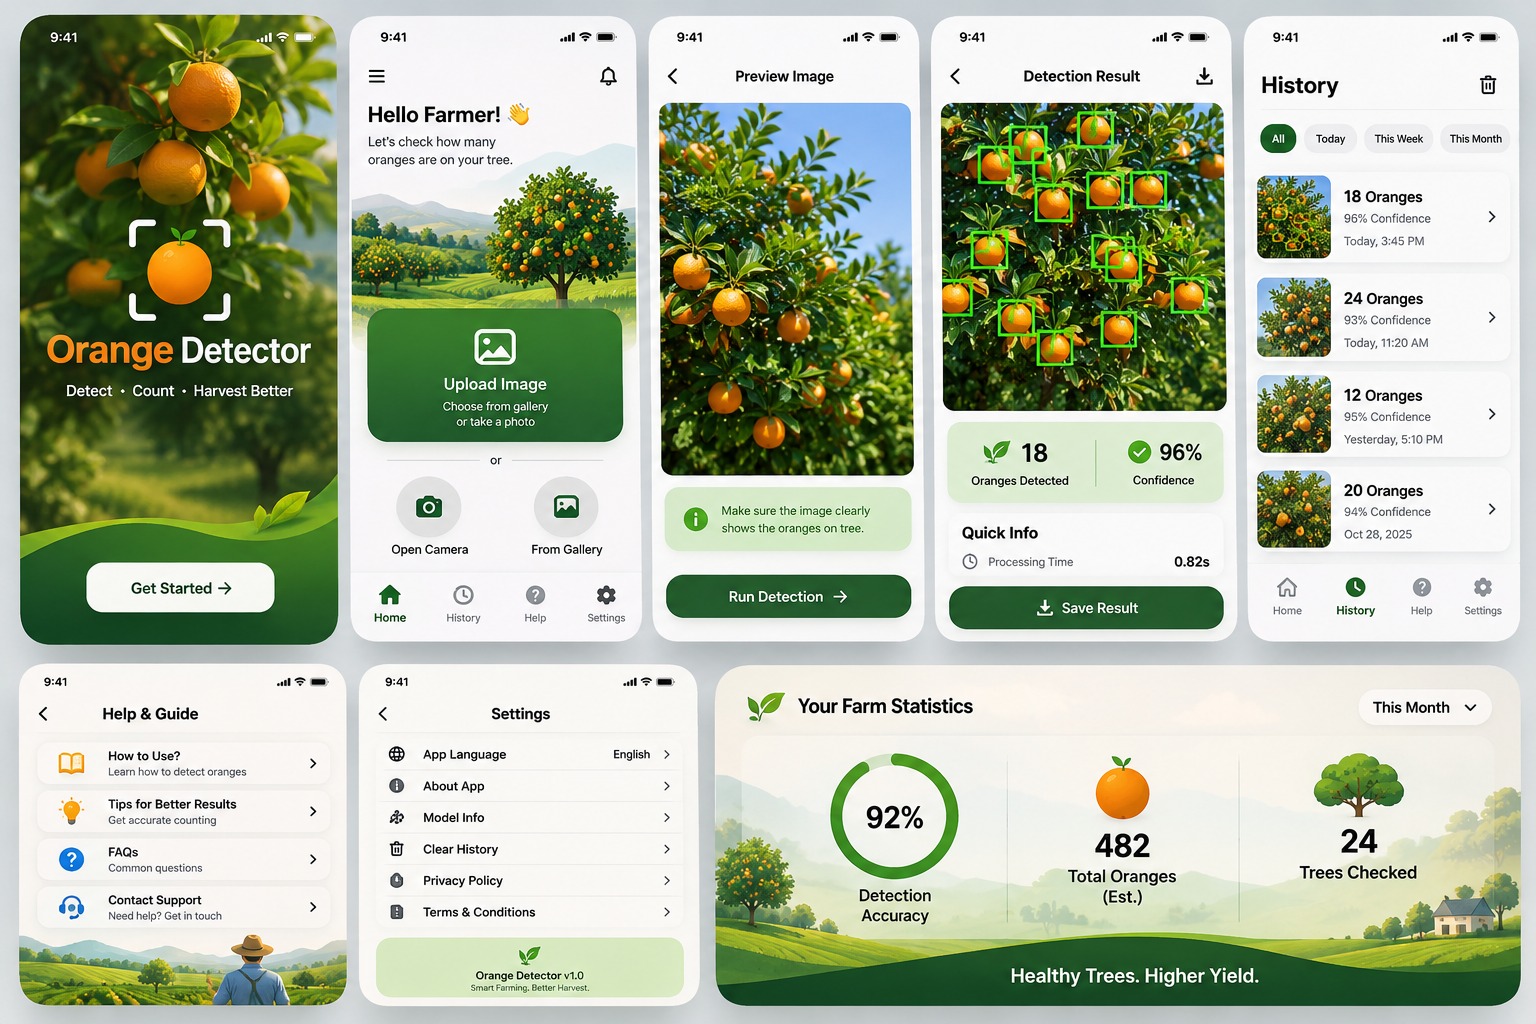 9:41
Orange Detector
Detect • Count • Harvest Better
Get Started →
9:41
Hello Farmer! 👋
Let's check how many
oranges are on your tree.
Upload Image
Choose from gallery
or take a photo
or
Open Camera
From Gallery
Home
History
Help
Settings
9:41
Preview Image
Make sure the image clearly
shows the oranges on tree.
Run Detection →
9:41
Detection Result
18
Oranges Detected
96%
Confidence
Quick Info
Processing Time
0.82s
Save Result
9:41
History
All
Today
This Week
This Month
18 Oranges
96% Confidence
Today, 3:45 PM
24 Oranges
93% Confidence
Today, 11:20 AM
12 Oranges
95% Confidence
Yesterday, 5:10 PM
20 Oranges
94% Confidence
Oct 28, 2025
Home
History
Help
Settings
9:41
Help & Guide
How to Use?
Learn how to detect oranges
Tips for Better Results
Get accurate counting
FAQs
Common questions
Contact Support
Need help? Get in touch
9:41
Settings
App Language
English
About App
Model Info
Clear History
Privacy Policy
Terms & Conditions
Orange Detector v1.0
Smart Farming. Better Harvest.
Your Farm Statistics
This Month
92%
Detection
Accuracy
482
Total Oranges
(Est.)
24
Trees Checked
Healthy Trees. Higher Yield.